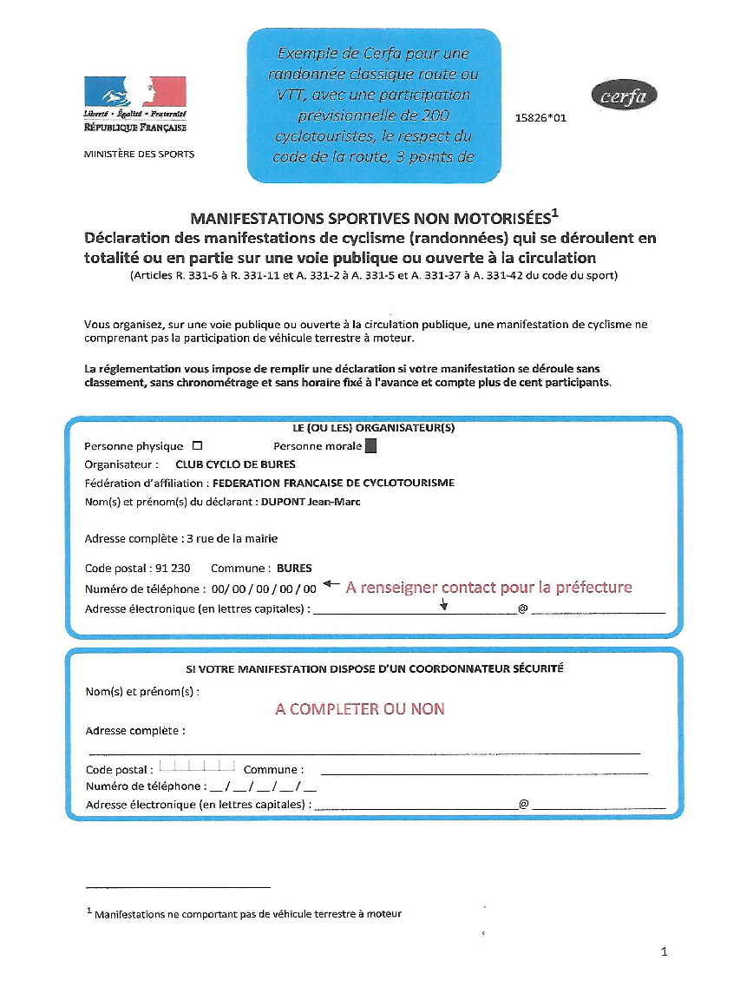 Exemple de Cerfa pour une
randonnée classique route ou
VTT, avec une participation
prévisionnelle de 200
cyclotouristes, le respect du
code de la route, 3 points de
Liberté • Égalité • Fraternité
RÉPUBLIQUE FRANÇAISE
MINISTÈRE DES SPORTS
cerfa
15826*01
MANIFESTATIONS SPORTIVES NON MOTORISÉES1
Déclaration des manifestations de cyclisme (randonnées) qui se déroulent en
totalité ou en partie sur une voie publique ou ouverte à la circulation
(Articles R. 331-6 à R. 331-11 et A. 331-2 à A. 331-5 et A. 331-37 à A. 331-42 du code du sport)
Vous organisez, sur une voie publique ou ouverte à la circulation publique, une manifestation de cyclisme ne
comprenant pas la participation de véhicule terrestre à moteur.
La réglementation vous impose de remplir une déclaration si votre manifestation se déroule sans
classement, sans chronométrage et sans horaire fixé à l'avance et compte plus de cent participants.
LE (OU LES) ORGANISATEUR(S)
Personne physique □ Personne morale ■
Organisateur : CLUB CYCLO DE BURES
Fédération d'affiliation : FEDERATION FRANCAISE DE CYCLOTOURISME
Nom(s) et prénom(s) du déclarant : DUPONT Jean-Marc
Adresse complète : 3 rue de la mairie
Code postal : 91 230 Commune : BURES
Numéro de téléphone : 00/ 00 / 00 / 00 / 00 ← A renseigner contact pour la préfecture
Adresse électronique (en lettres capitales) : ____________________@ ____________________
SI VOTRE MANIFESTATION DISPOSE D'UN COORDONNATEUR SÉCURITÉ
Nom(s) et prénom(s) :
A COMPLETER OU NON
Adresse complète :
Code postal : Commune :
Numéro de téléphone : __ / __ / __ / __ / __
Adresse électronique (en lettres capitales) : ____________________@ ____________________
1 Manifestations ne comportant pas de véhicule terrestre à moteur
1